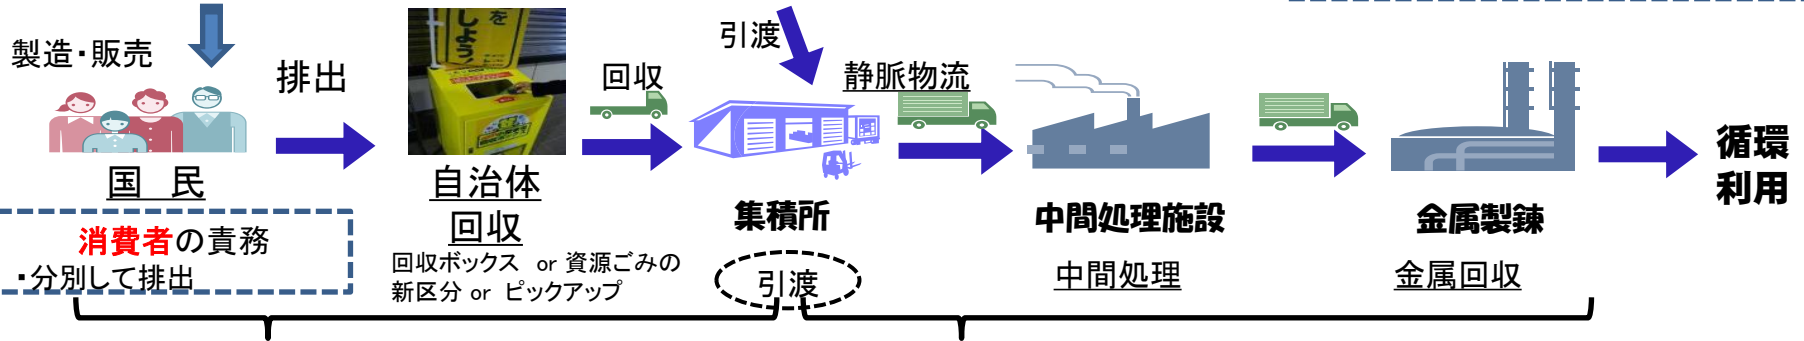 製造・販売
排出
を
しよう!
回収
引渡
静脈物流
国 民
自治体
回収
集積所
中間処理施設
金属製錬
循環
利用
消費者の責務
・分別して排出
回収ボックス or 資源ごみの
新区分 or ピックアップ
引渡
中間処理
金属回収